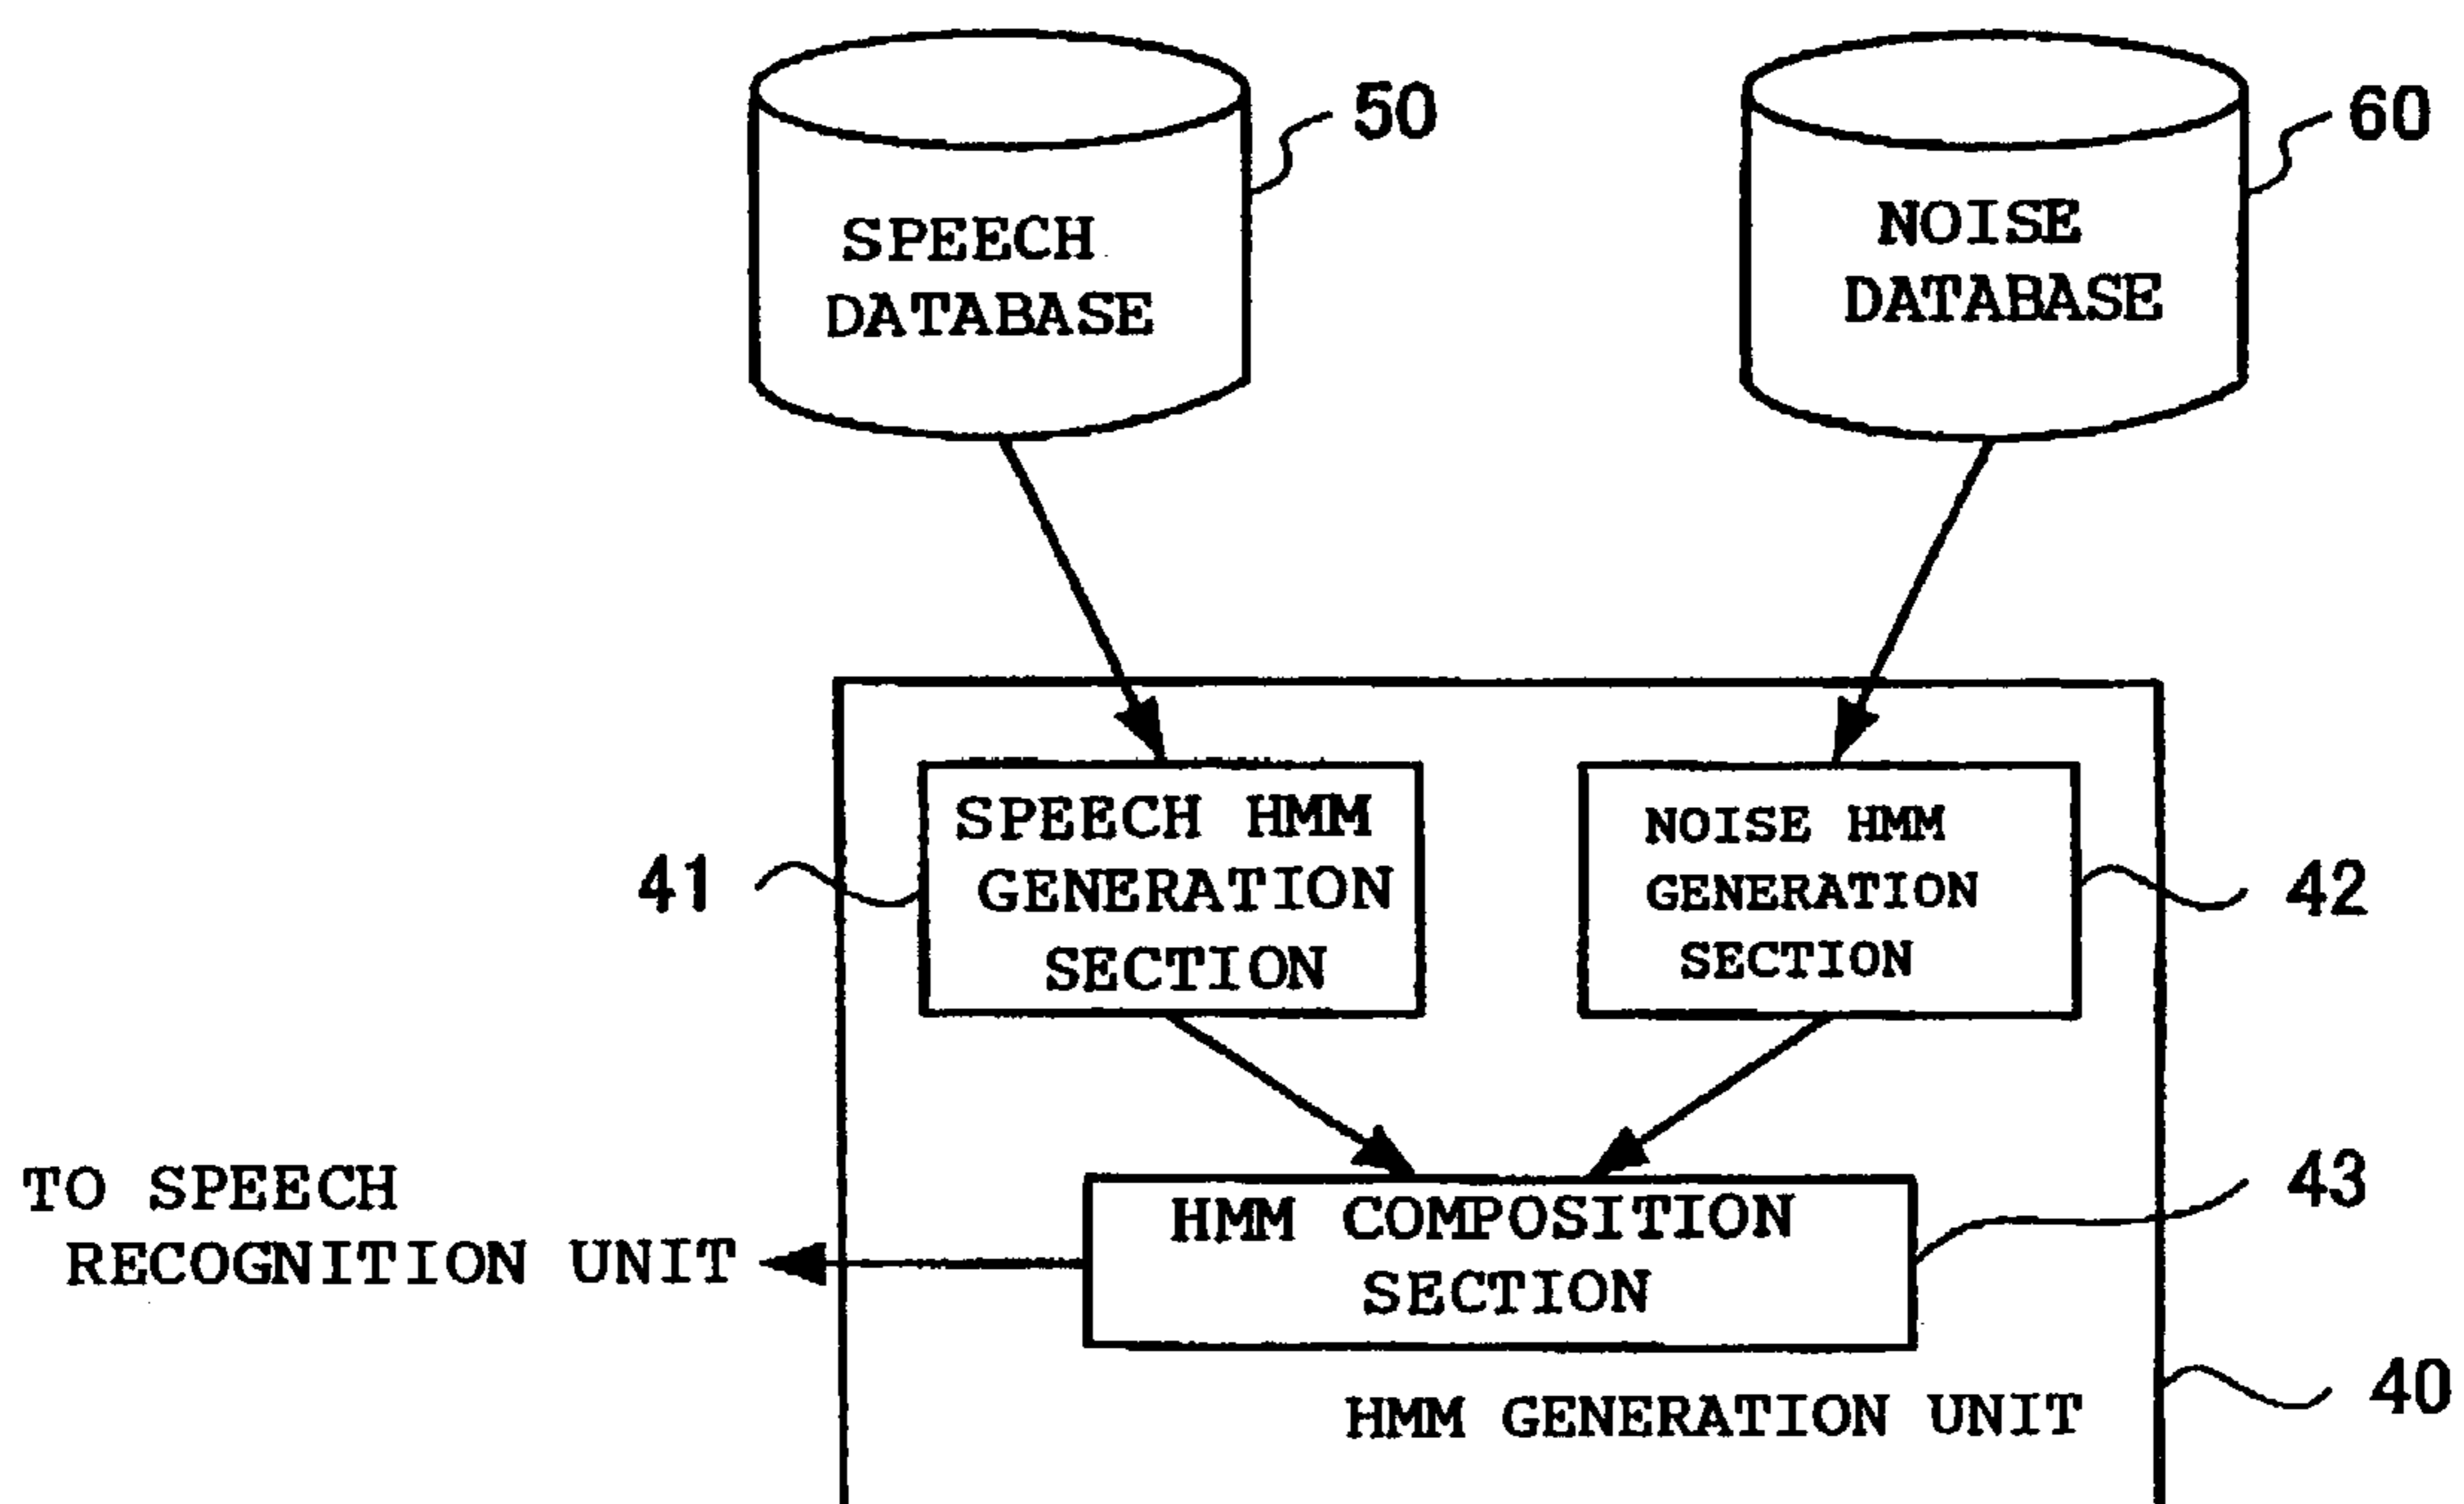 50
60
SPEECH
DATABASE
NOISE
DATABASE
SPEECH HMM
GENERATION
SECTION
NOISE HMM
GENERATION
SECTION
41
42
TO SPEECH
RECOGNITION UNIT
HMM COMPOSITION
SECTION
43
HMM GENERATION UNIT
40